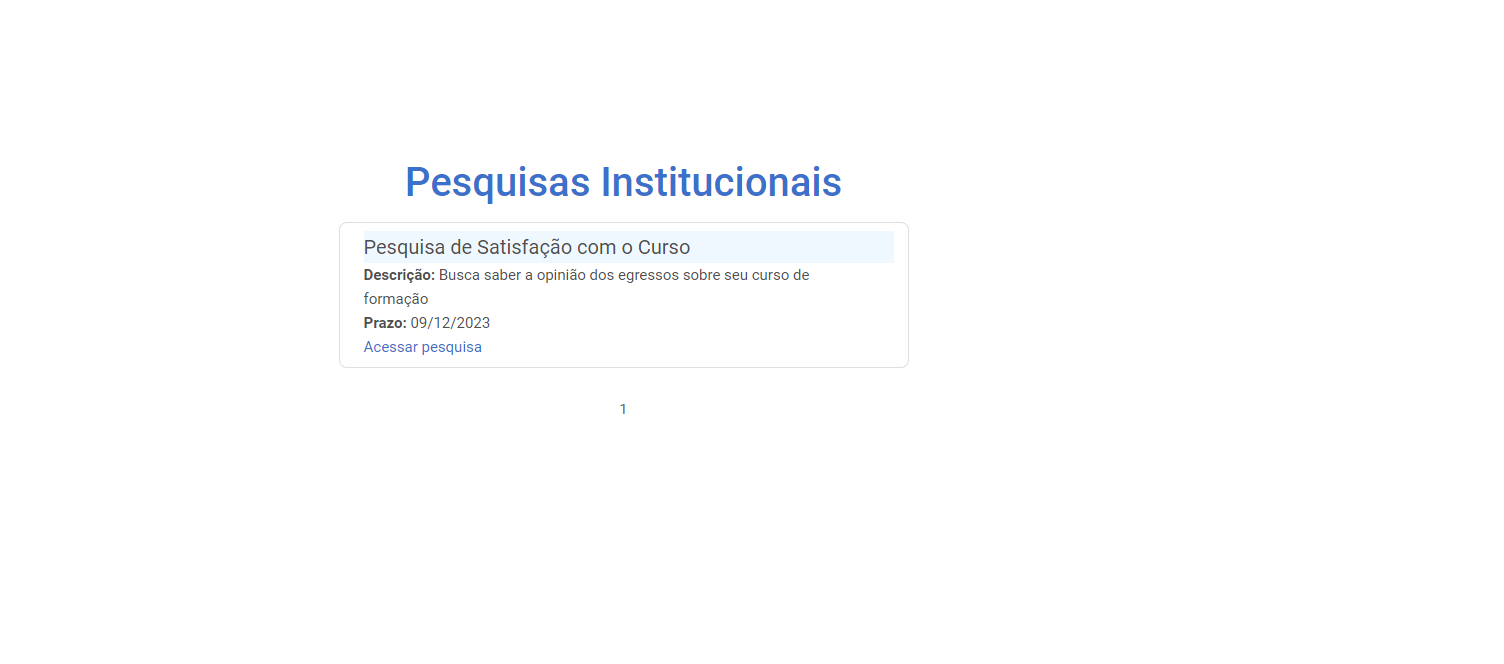 Pesquisas Institucionais
Pesquisa de Satisfação com o Curso
Descrição: Busca saber a opinião dos egressos sobre seu curso de
formação
Prazo: 09/12/2023
Acessar pesquisa
1